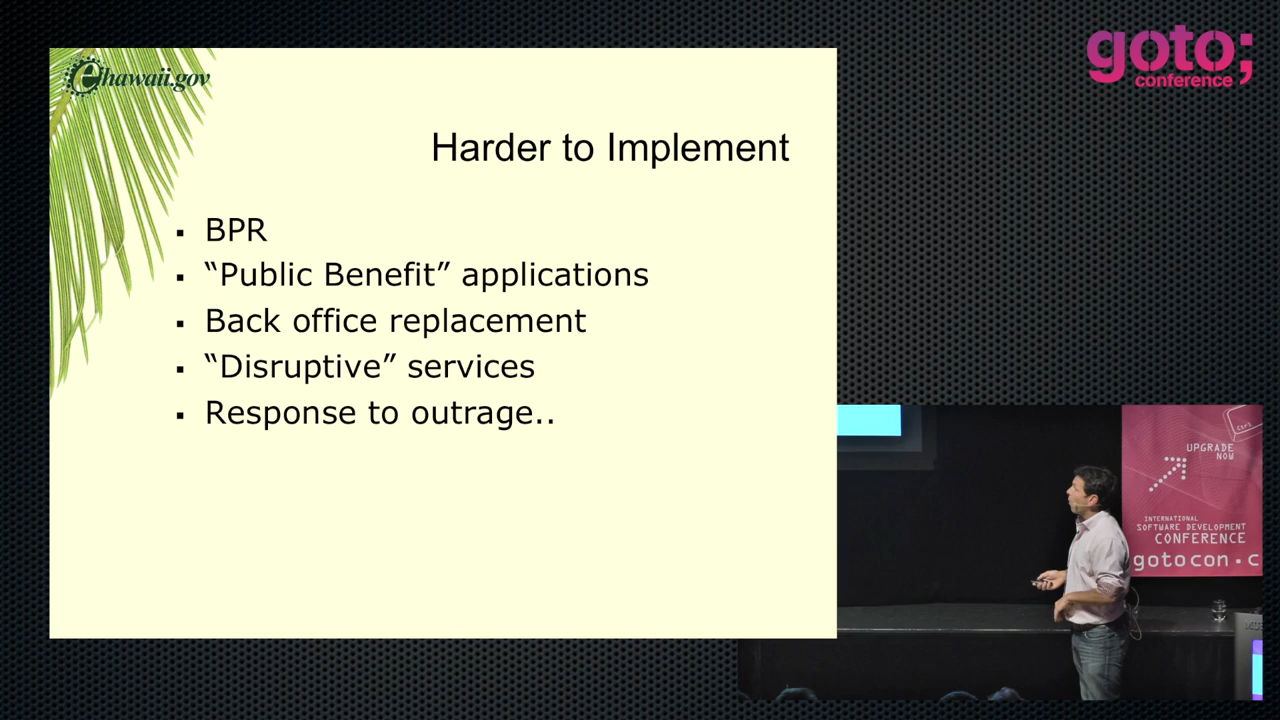 ehawaii.gov
goto;
conference
Harder to Implement
▪ BPR
▪ “Public Benefit” applications
▪ Back office replacement
▪ “Disruptive” services
▪ Response to outrage..
UPGRADE
NOW
INTERNATIONAL
SOFTWARE DEVELOPMENT
CONFERENCE
gotocon.c